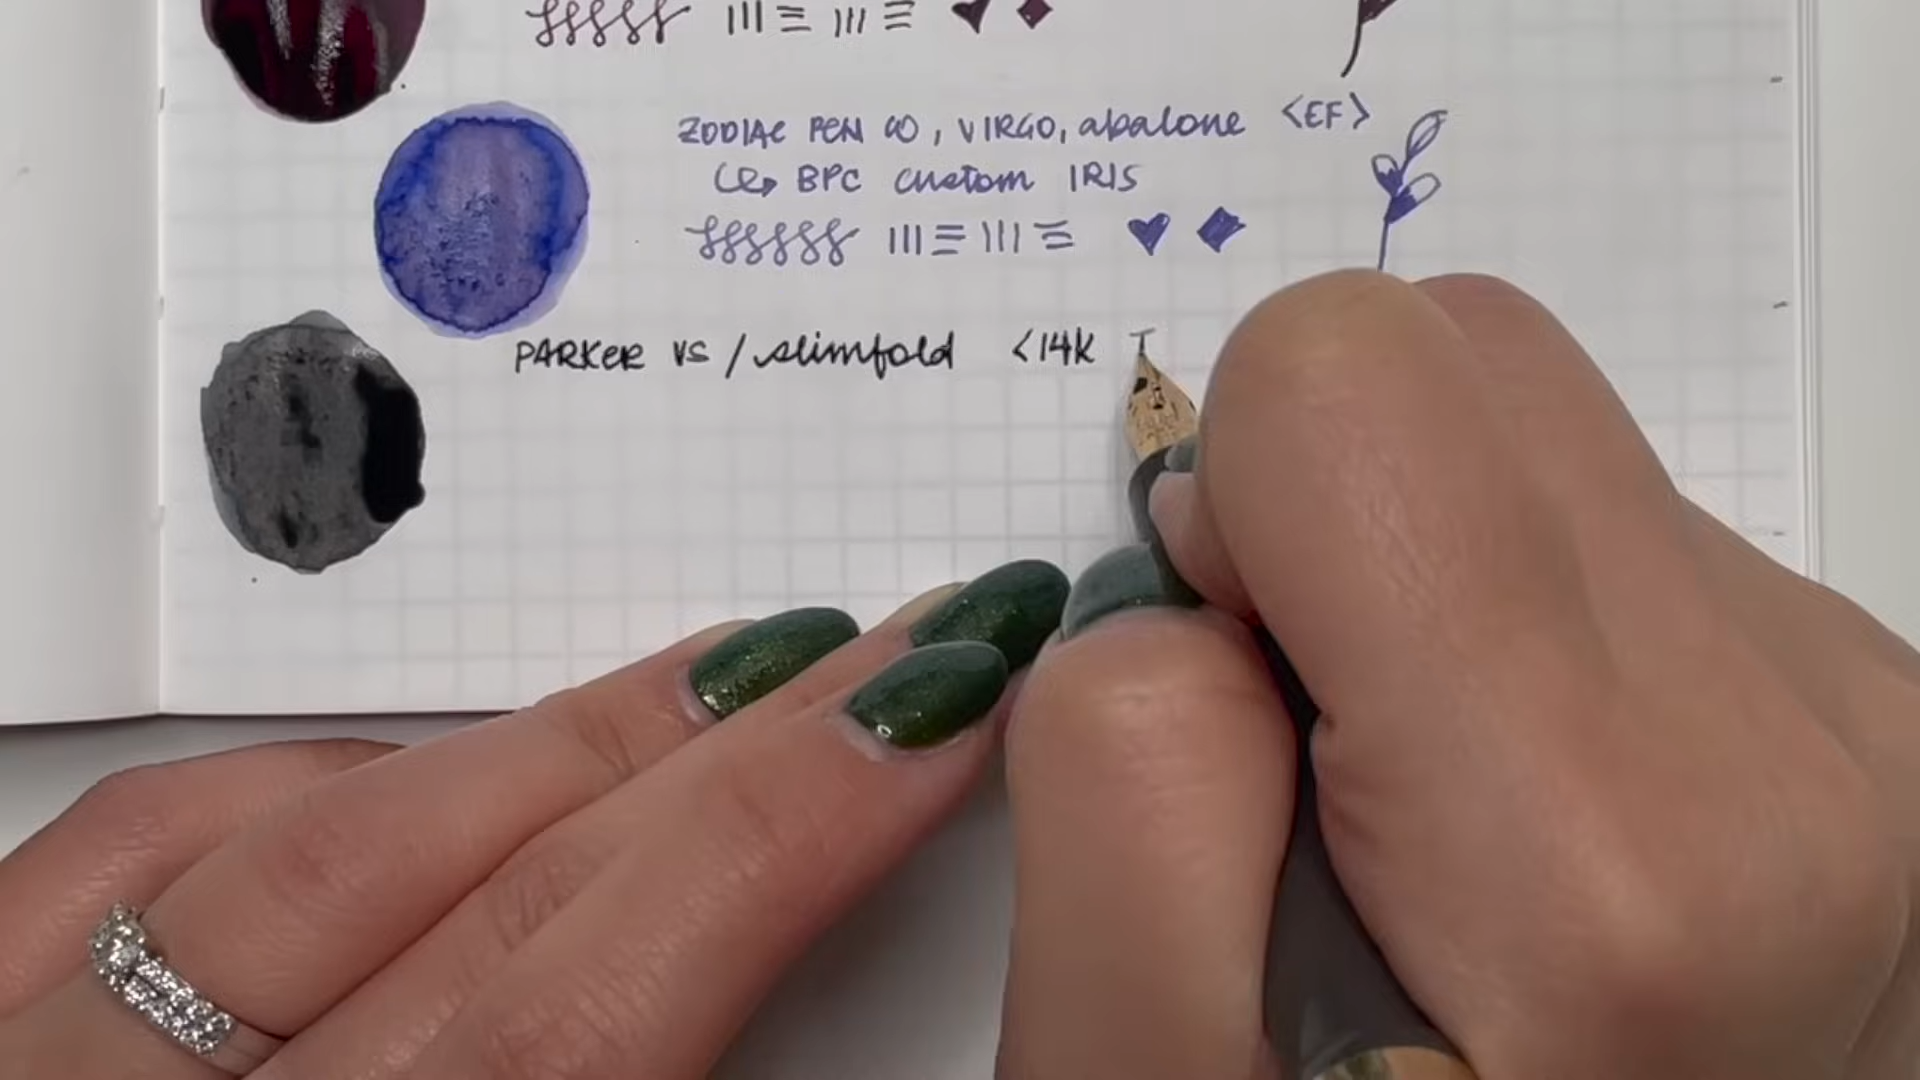 ZODIAC PEN CO, VIRGO, abalone <EF>
BPC custom IRIS
PARKER VS / slimfold <14K